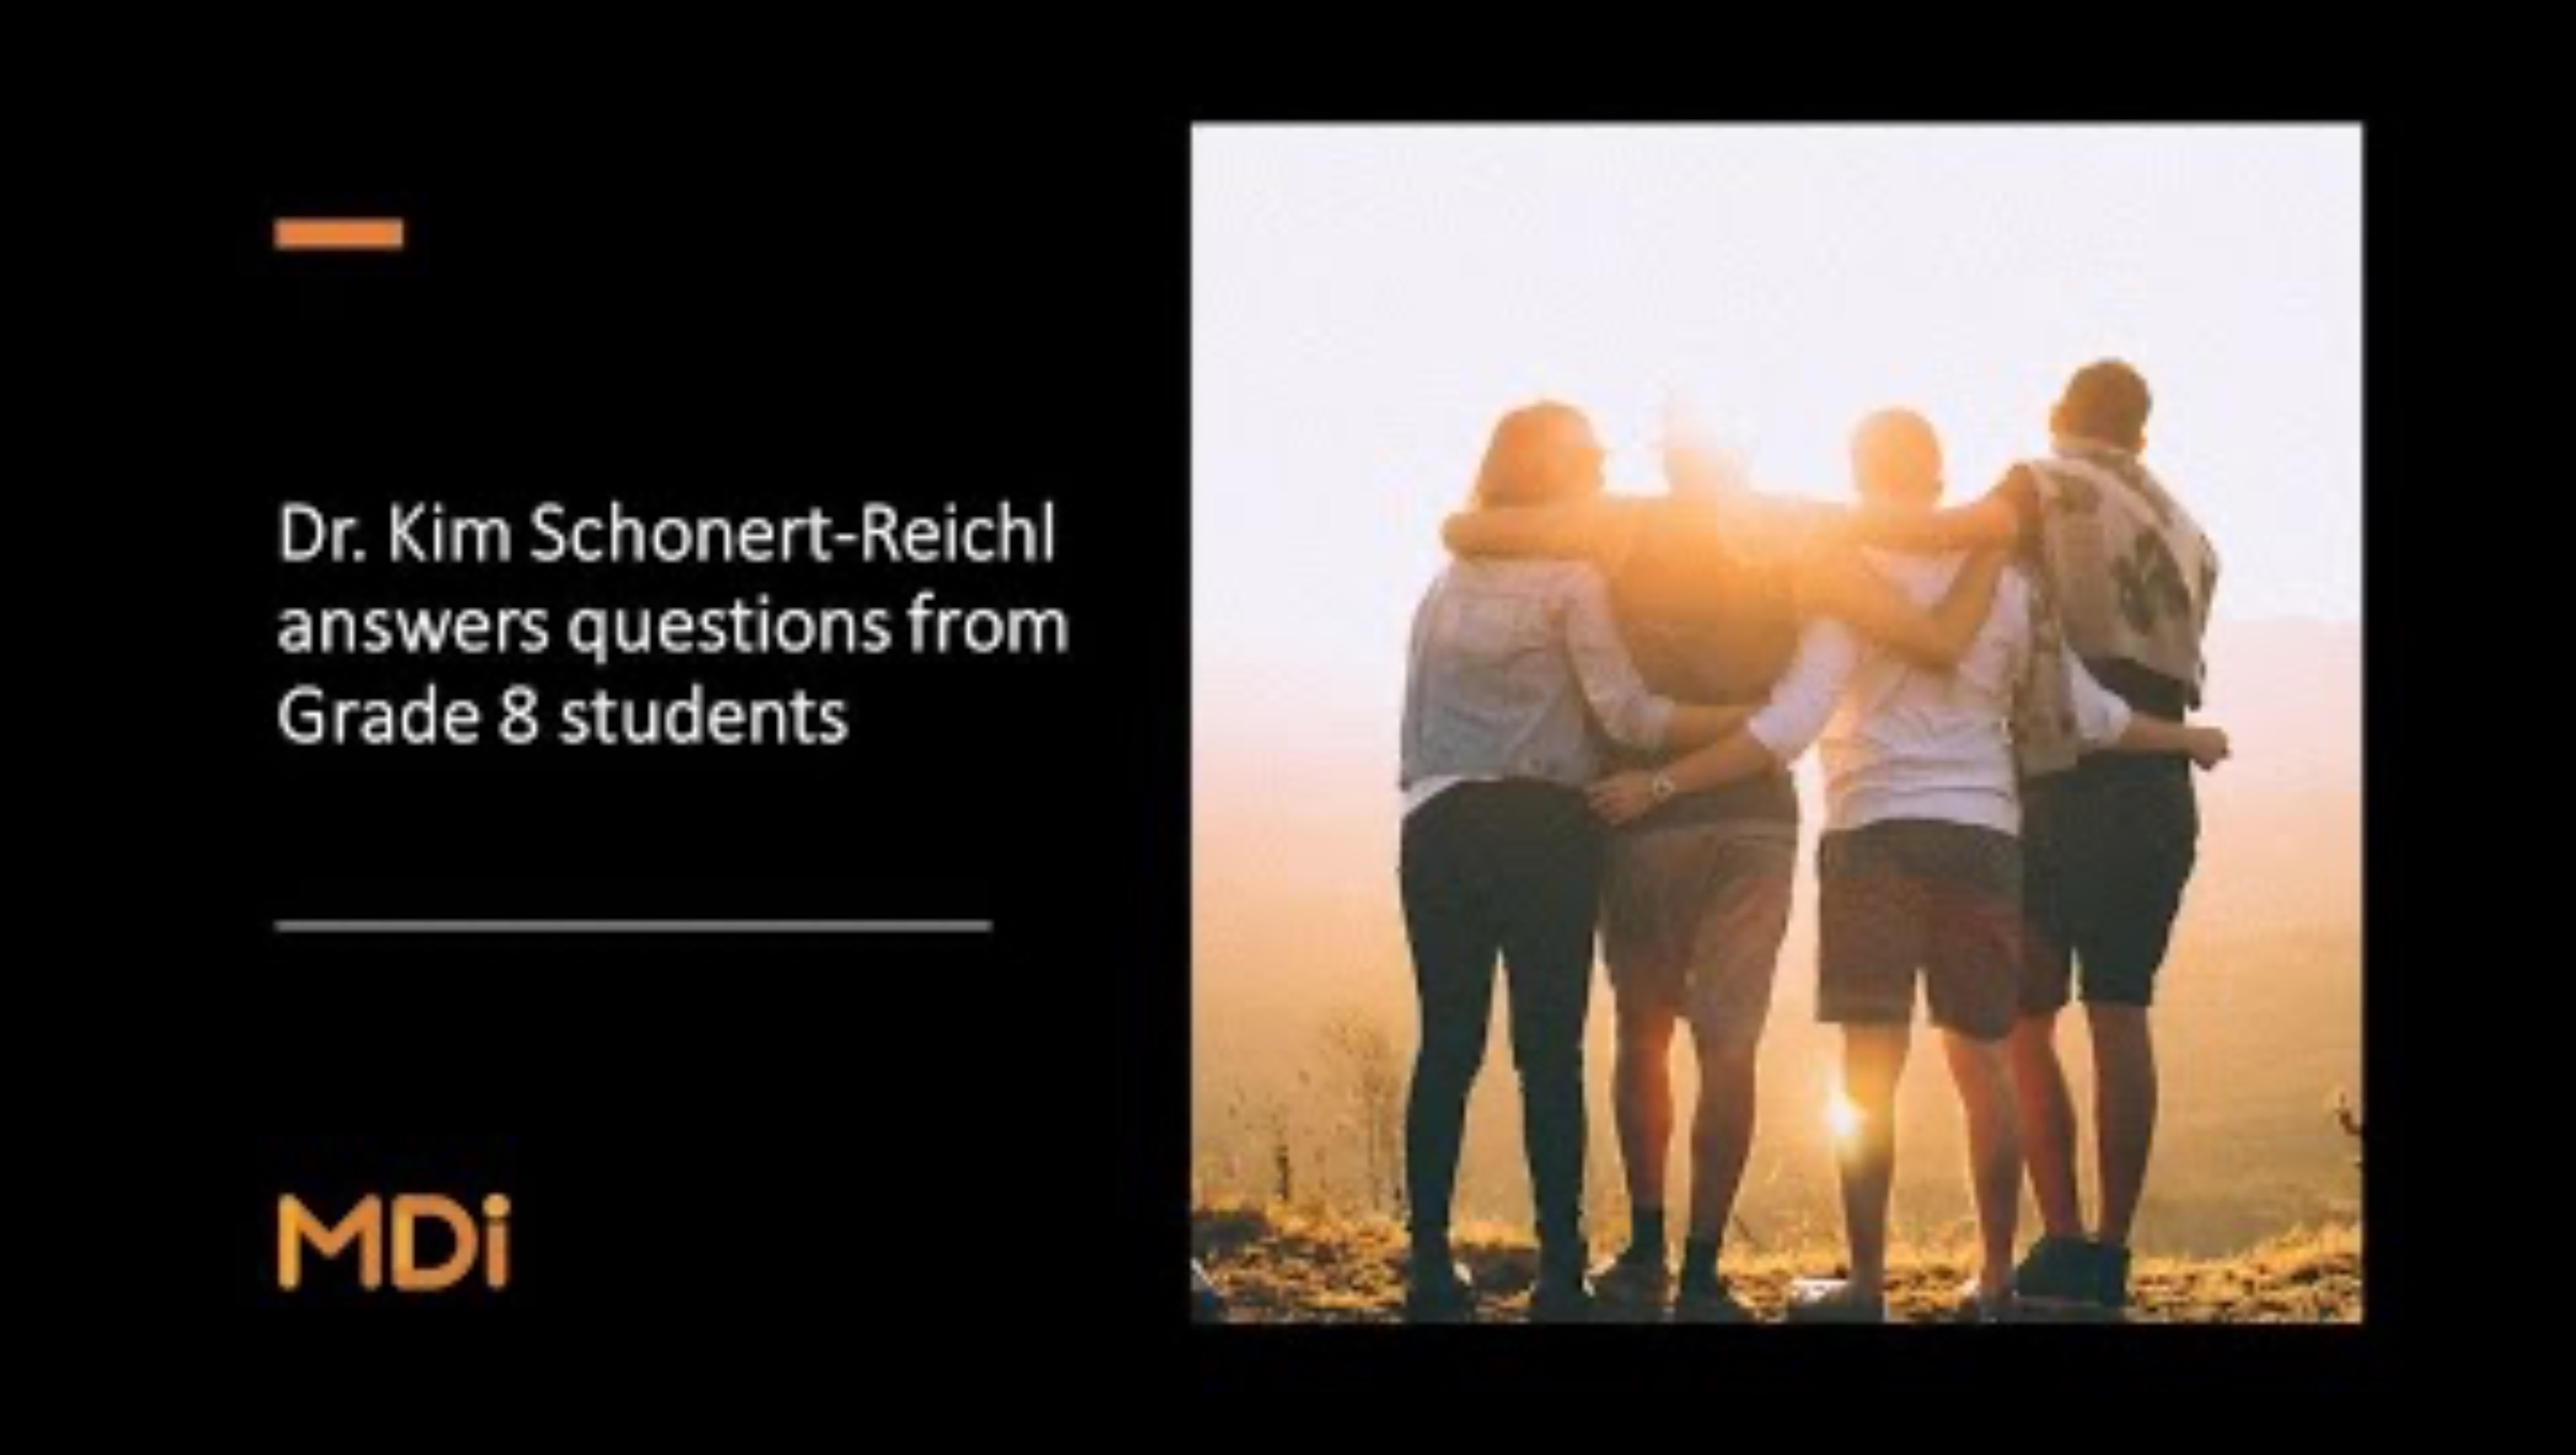 Dr. Kim Schonert-Reichl
answers questions from
Grade 8 students
MDi